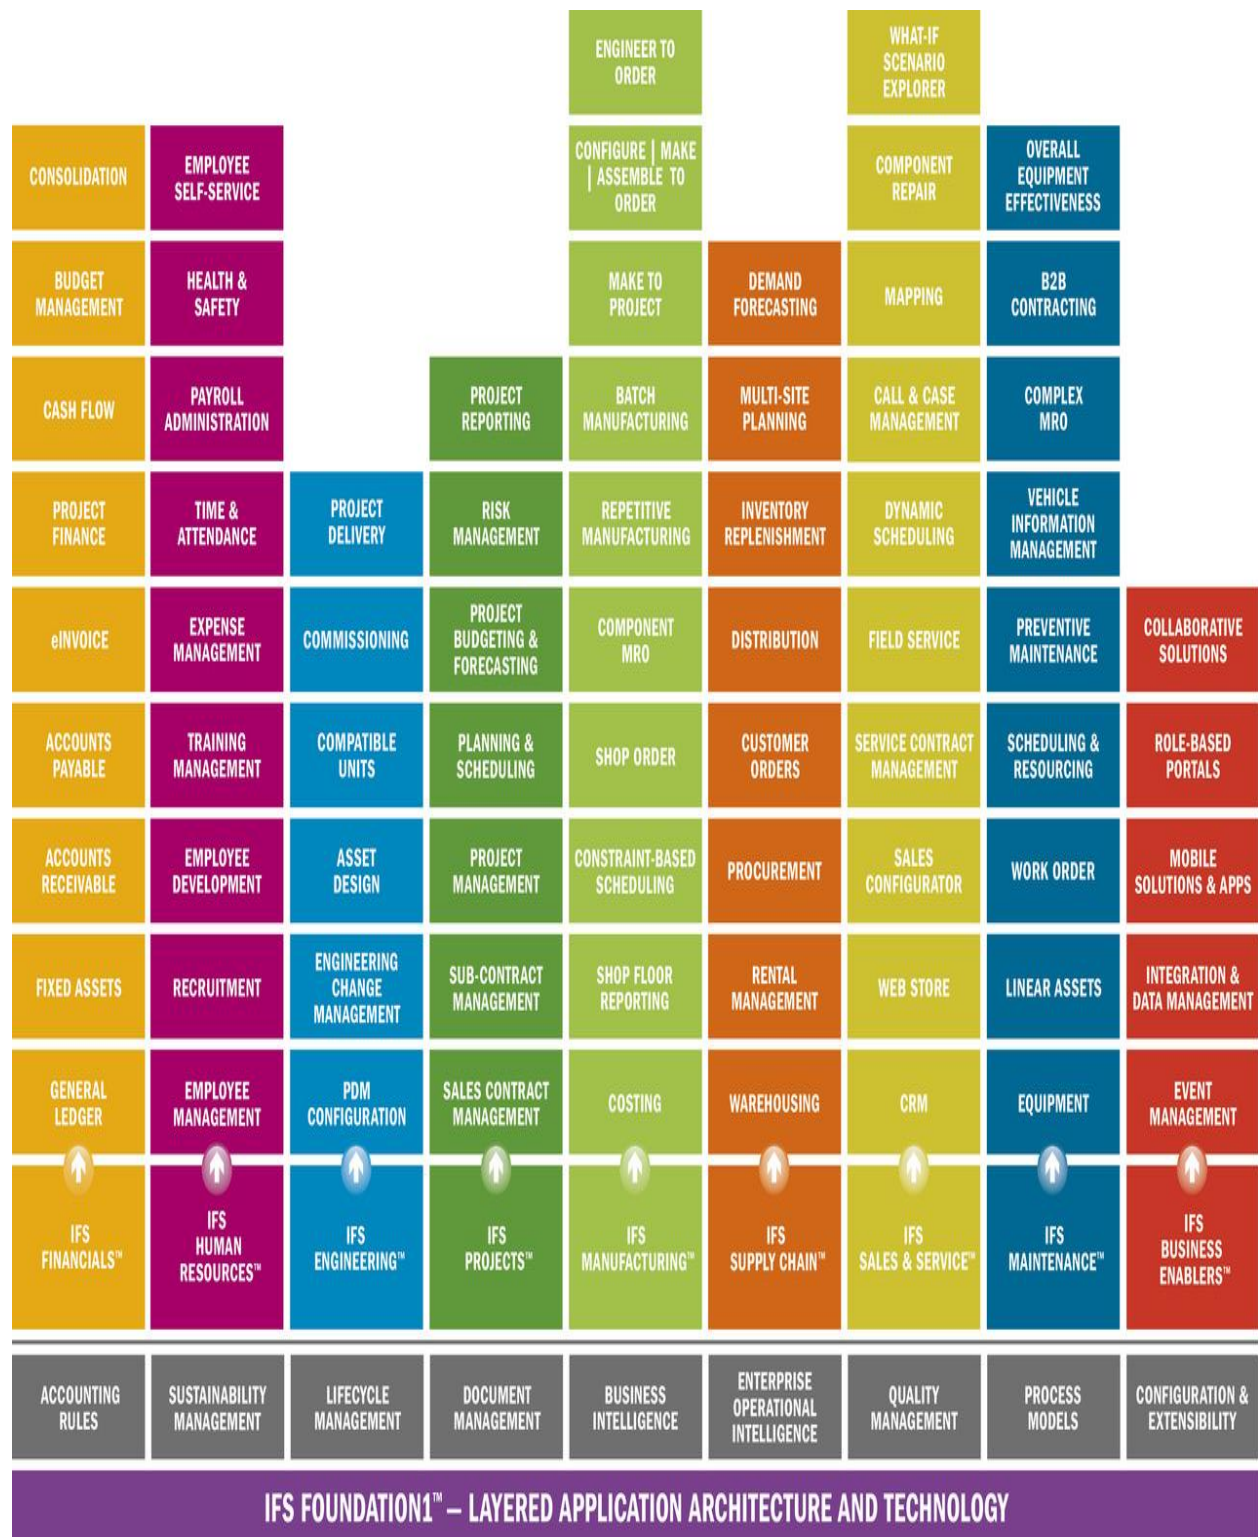 ENGINEER TO
ORDER
WHAT-IF
SCENARIO
EXPLORER
CONSOLIDATION
EMPLOYEE
SELF-SERVICE
CONFIGURE | MAKE
| ASSEMBLE TO
ORDER
COMPONENT
REPAIR
OVERALL
EQUIPMENT
EFFECTIVENESS
BUDGET
MANAGEMENT
HEALTH &
SAFETY
MAKE TO
PROJECT
DEMAND
FORECASTING
MAPPING
B2B
CONTRACTING
CASH FLOW
PAYROLL
ADMINISTRATION
PROJECT
REPORTING
BATCH
MANUFACTURING
MULTI-SITE
PLANNING
CALL & CASE
MANAGEMENT
COMPLEX
MRO
PROJECT
FINANCE
TIME &
ATTENDANCE
PROJECT
DELIVERY
RISK
MANAGEMENT
REPETITIVE
MANUFACTURING
INVENTORY
REPLENISHMENT
DYNAMIC
SCHEDULING
VEHICLE
INFORMATION
MANAGEMENT
eINVOICE
EXPENSE
MANAGEMENT
COMMISSIONING
PROJECT
BUDGETING &
FORECASTING
COMPONENT
MRO
DISTRIBUTION
FIELD SERVICE
PREVENTIVE
MAINTENANCE
COLLABORATIVE
SOLUTIONS
ACCOUNTS
PAYABLE
TRAINING
MANAGEMENT
COMPATIBLE
UNITS
PLANNING &
SCHEDULING
SHOP ORDER
CUSTOMER
ORDERS
SERVICE CONTRACT
MANAGEMENT
SCHEDULING &
RESOURCING
ROLE-BASED
PORTALS
ACCOUNTS
RECEIVABLE
EMPLOYEE
DEVELOPMENT
ASSET
DESIGN
PROJECT
MANAGEMENT
CONSTRAINT-BASED
SCHEDULING
PROCUREMENT
SALES
CONFIGURATOR
WORK ORDER
MOBILE
SOLUTIONS & APPS
FIXED ASSETS
RECRUITMENT
ENGINEERING
CHANGE
MANAGEMENT
SUB-CONTRACT
MANAGEMENT
SHOP FLOOR
REPORTING
RENTAL
MANAGEMENT
WEB STORE
LINEAR ASSETS
INTEGRATION &
DATA MANAGEMENT
GENERAL
LEDGER
EMPLOYEE
MANAGEMENT
PDM
CONFIGURATION
SALES CONTRACT
MANAGEMENT
COSTING
WAREHOUSING
CRM
EQUIPMENT
EVENT
MANAGEMENT
IFS
FINANCIALS™
IFS
HUMAN
RESOURCES™
IFS
ENGINEERING™
IFS
PROJECTS™
IFS
MANUFACTURING™
IFS
SUPPLY CHAIN™
IFS
SALES & SERVICE™
IFS
MAINTENANCE™
IFS
BUSINESS
ENABLERS™
ACCOUNTING
RULES
SUSTAINABILITY
MANAGEMENT
LIFECYCLE
MANAGEMENT
DOCUMENT
MANAGEMENT
BUSINESS
INTELLIGENCE
ENTERPRISE
OPERATIONAL
INTELLIGENCE
QUALITY
MANAGEMENT
PROCESS
MODELS
CONFIGURATION &
EXTENSIBILITY
IFS FOUNDATION1™ – LAYERED APPLICATION ARCHITECTURE AND TECHNOLOGY